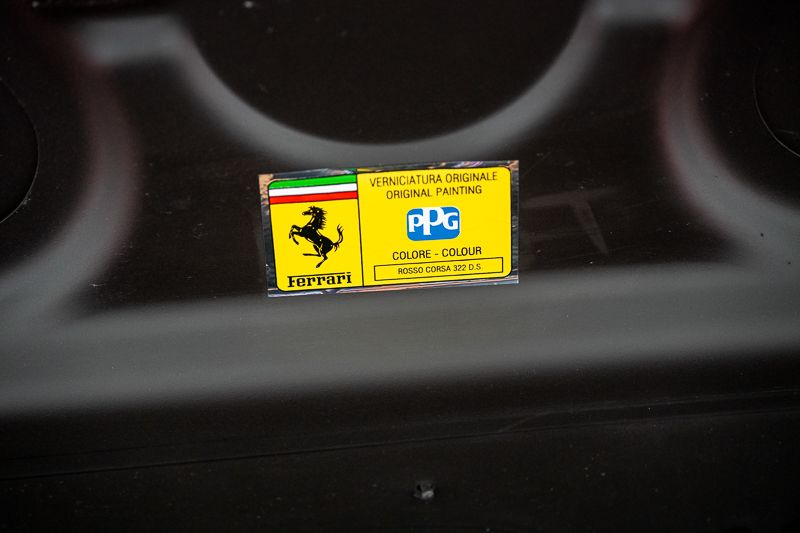 VERNICIATURA ORIGINALE
ORIGINAL PAINTING
PPG
COLORE - COLOUR
ROSSO CORSA 322 D.S.
Ferrari